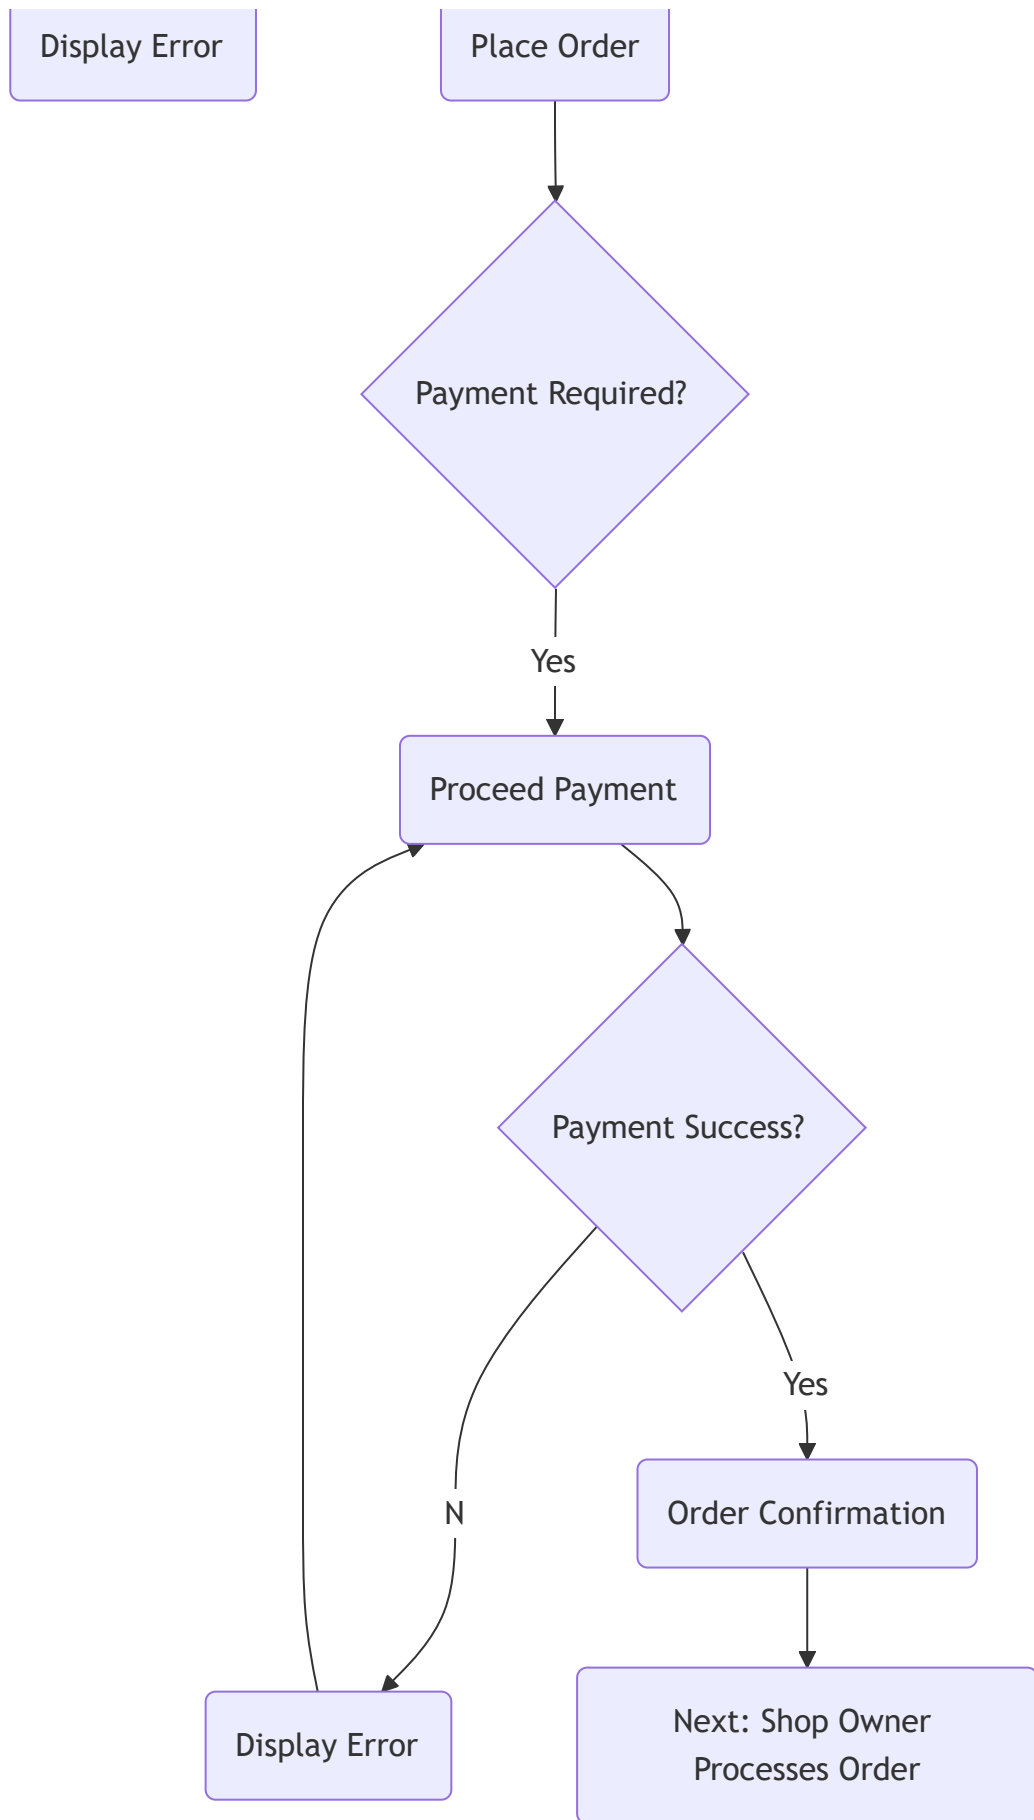 Display Error
Place Order
Payment Required?
Yes
Proceed Payment
Payment Success?
Yes
N
Order Confirmation
Display Error
Next: Shop Owner
Processes Order